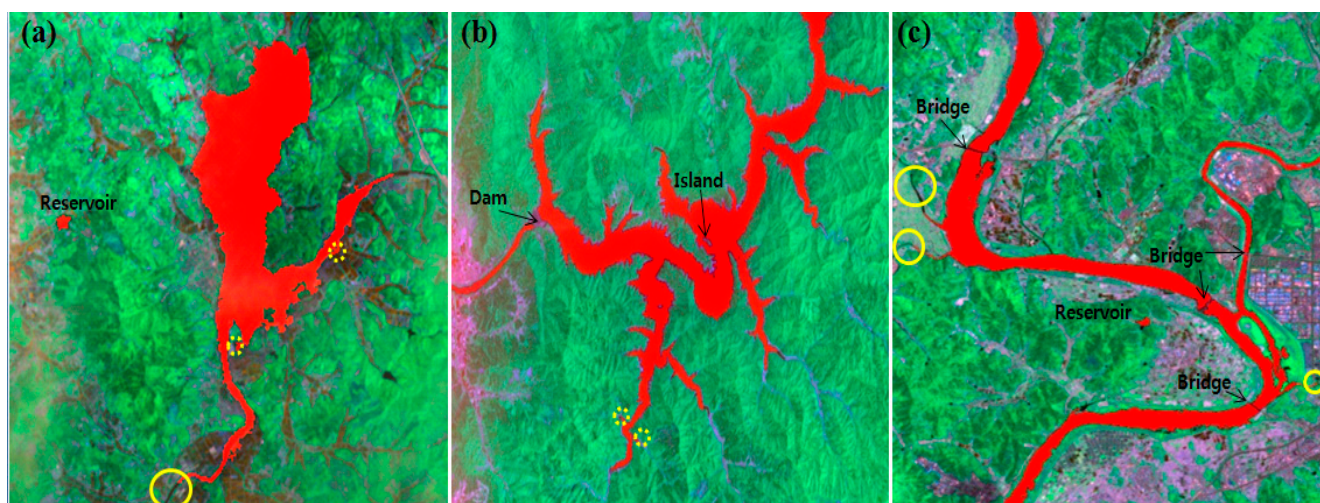 (a)
Reservoir
(b)
Dam
Island
(c)
Bridge
Bridge
Reservoir
Bridge